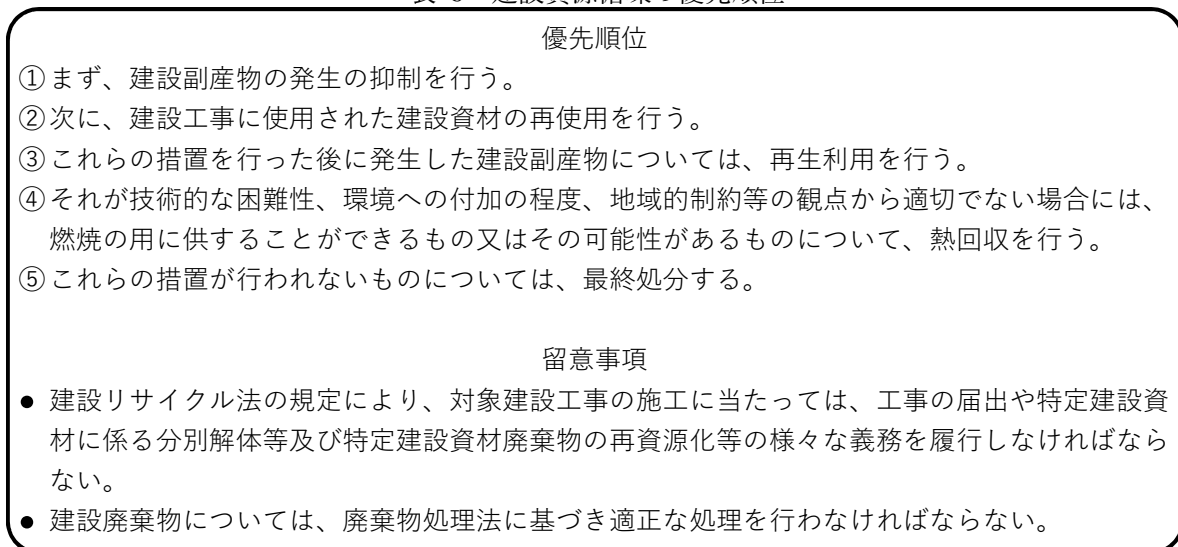 優先順位
①まず、建設副産物の発生の抑制を行う。
②次に、建設工事に使用された建設資材の再使用を行う。
③これらの措置を行った後に発生した建設副産物については、再生利用を行う。
④それが技術的な困難性、環境への付加の程度、地域的制約等の観点から適切でない場合には、
燃焼の用に供することができるもの又はその可能性があるものについて、熱回収を行う。
⑤これらの措置が行われないものについては、最終処分する。
留意事項
● 建設リサイクル法の規定により、対象建設工事の施工に当たっては、工事の届出や特定建設資
材に係る分別解体等及び特定建設資材廃棄物の再資源化等の様々な義務を履行しなければなら
ない。
● 建設廃棄物については、廃棄物処理法に基づき適正な処理を行わなければならない。